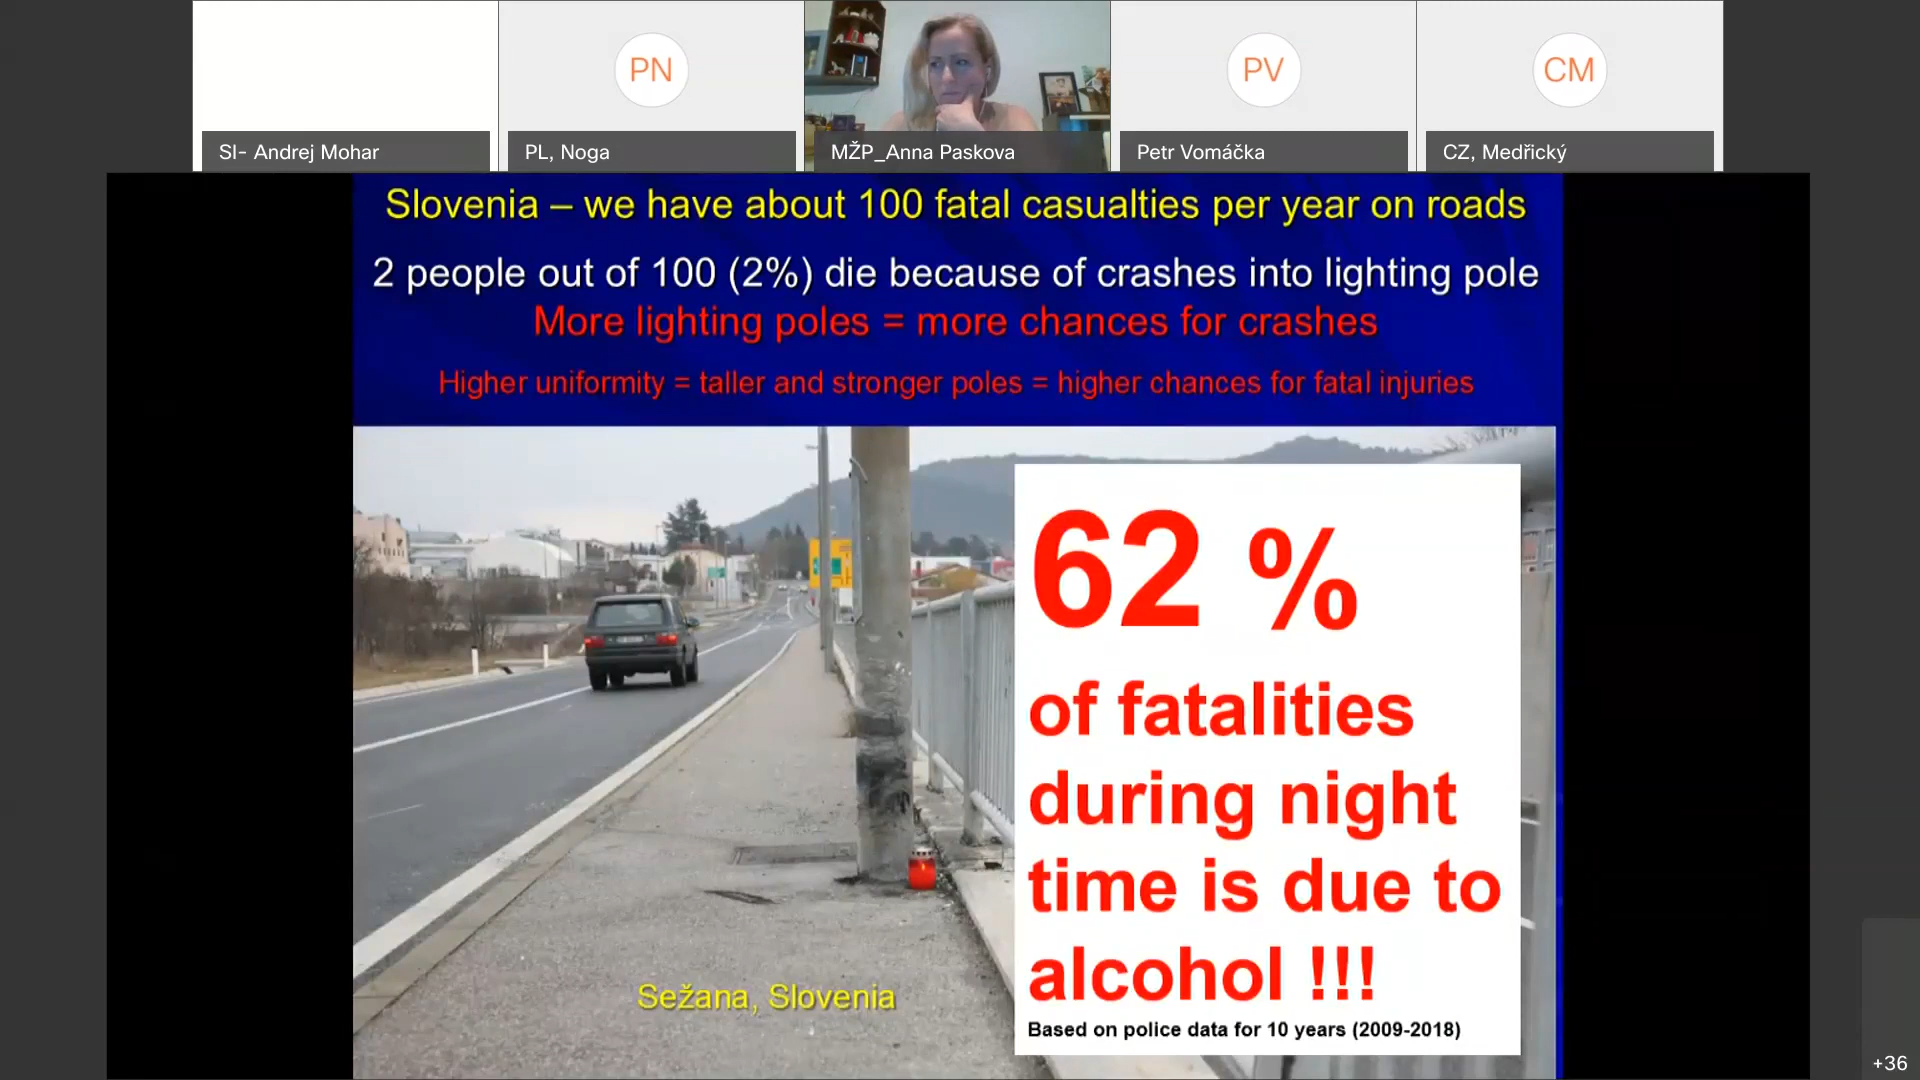 PN
PV
CM
SI- Andrej Mohar
PL, Noga
MŽP_Anna Paskova
Petr Vomáčka
CZ, Medřický
Slovenia – we have about 100 fatal casualties per year on roads
2 people out of 100 (2%) die because of crashes into lighting pole
More lighting poles = more chances for crashes
Higher uniformity = taller and stronger poles = higher chances for fatal injuries
62 %
of fatalities
during night
time is due to
alcohol !!!
Based on police data for 10 years (2009-2018)
Sežana, Slovenia
+36